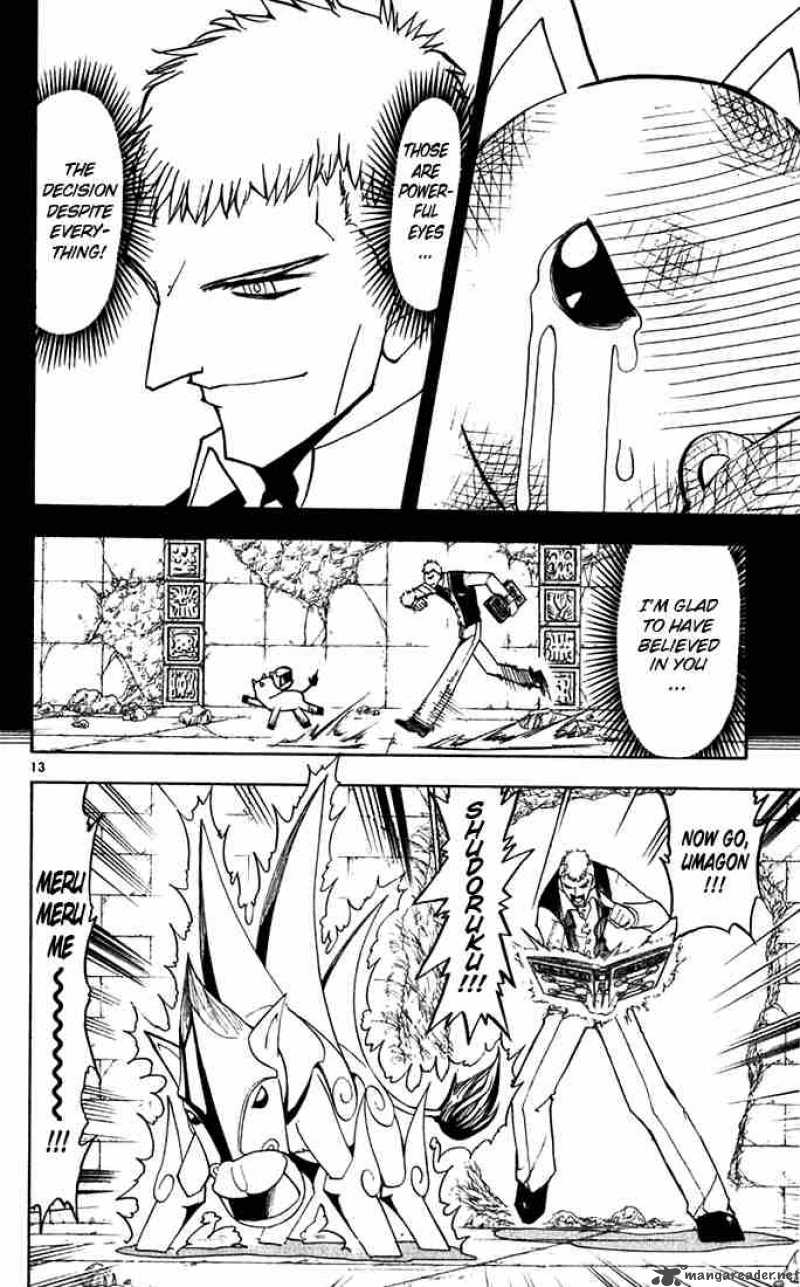 THOSE
ARE
POWER-
FUL
EYES
...
THE
DECISION
DESPITE
EVERY-
THING!
I'M GLAD
TO HAVE
BELIEVED
IN YOU
...
13
NOW GO,
UMAGON
!!!
SHUDORUKU!!!
MERU
MERU
ME
!!!
mangareader.net